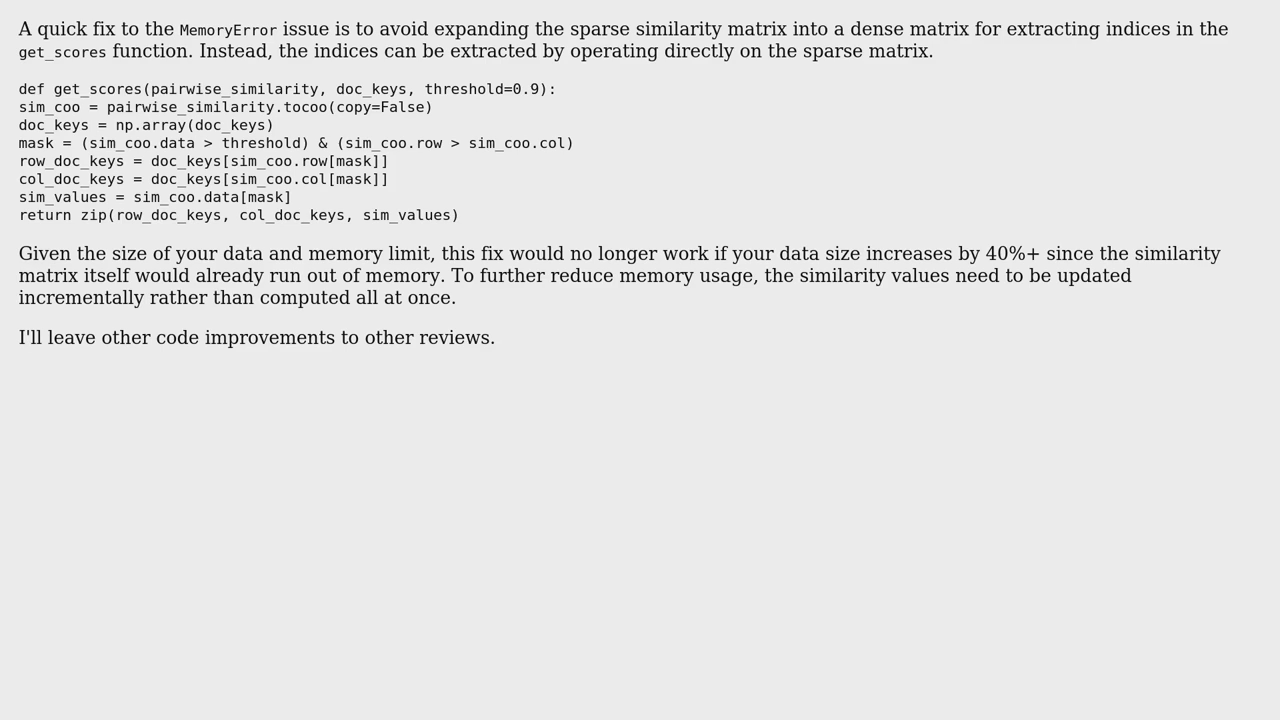 A quick fix to the MemoryError issue is to avoid expanding the sparse similarity matrix into a dense matrix for extracting indices in the
get_scores function. Instead, the indices can be extracted by operating directly on the sparse matrix.
def get_scores(pairwise_similarity, doc_keys, threshold=0.9):
sim_coo = pairwise_similarity.tocoo(copy=False)
doc_keys = np.array(doc_keys)
mask = (sim_coo.data > threshold) & (sim_coo.row > sim_coo.col)
row_doc_keys = doc_keys[sim_coo.row[mask]]
col_doc_keys = doc_keys[sim_coo.col[mask]]
sim_values = sim_coo.data[mask]
return zip(row_doc_keys, col_doc_keys, sim_values)
Given the size of your data and memory limit, this fix would no longer work if your data size increases by 40%+ since the similarity
matrix itself would already run out of memory. To further reduce memory usage, the similarity values need to be updated
incrementally rather than computed all at once.
I'll leave other code improvements to other reviews.